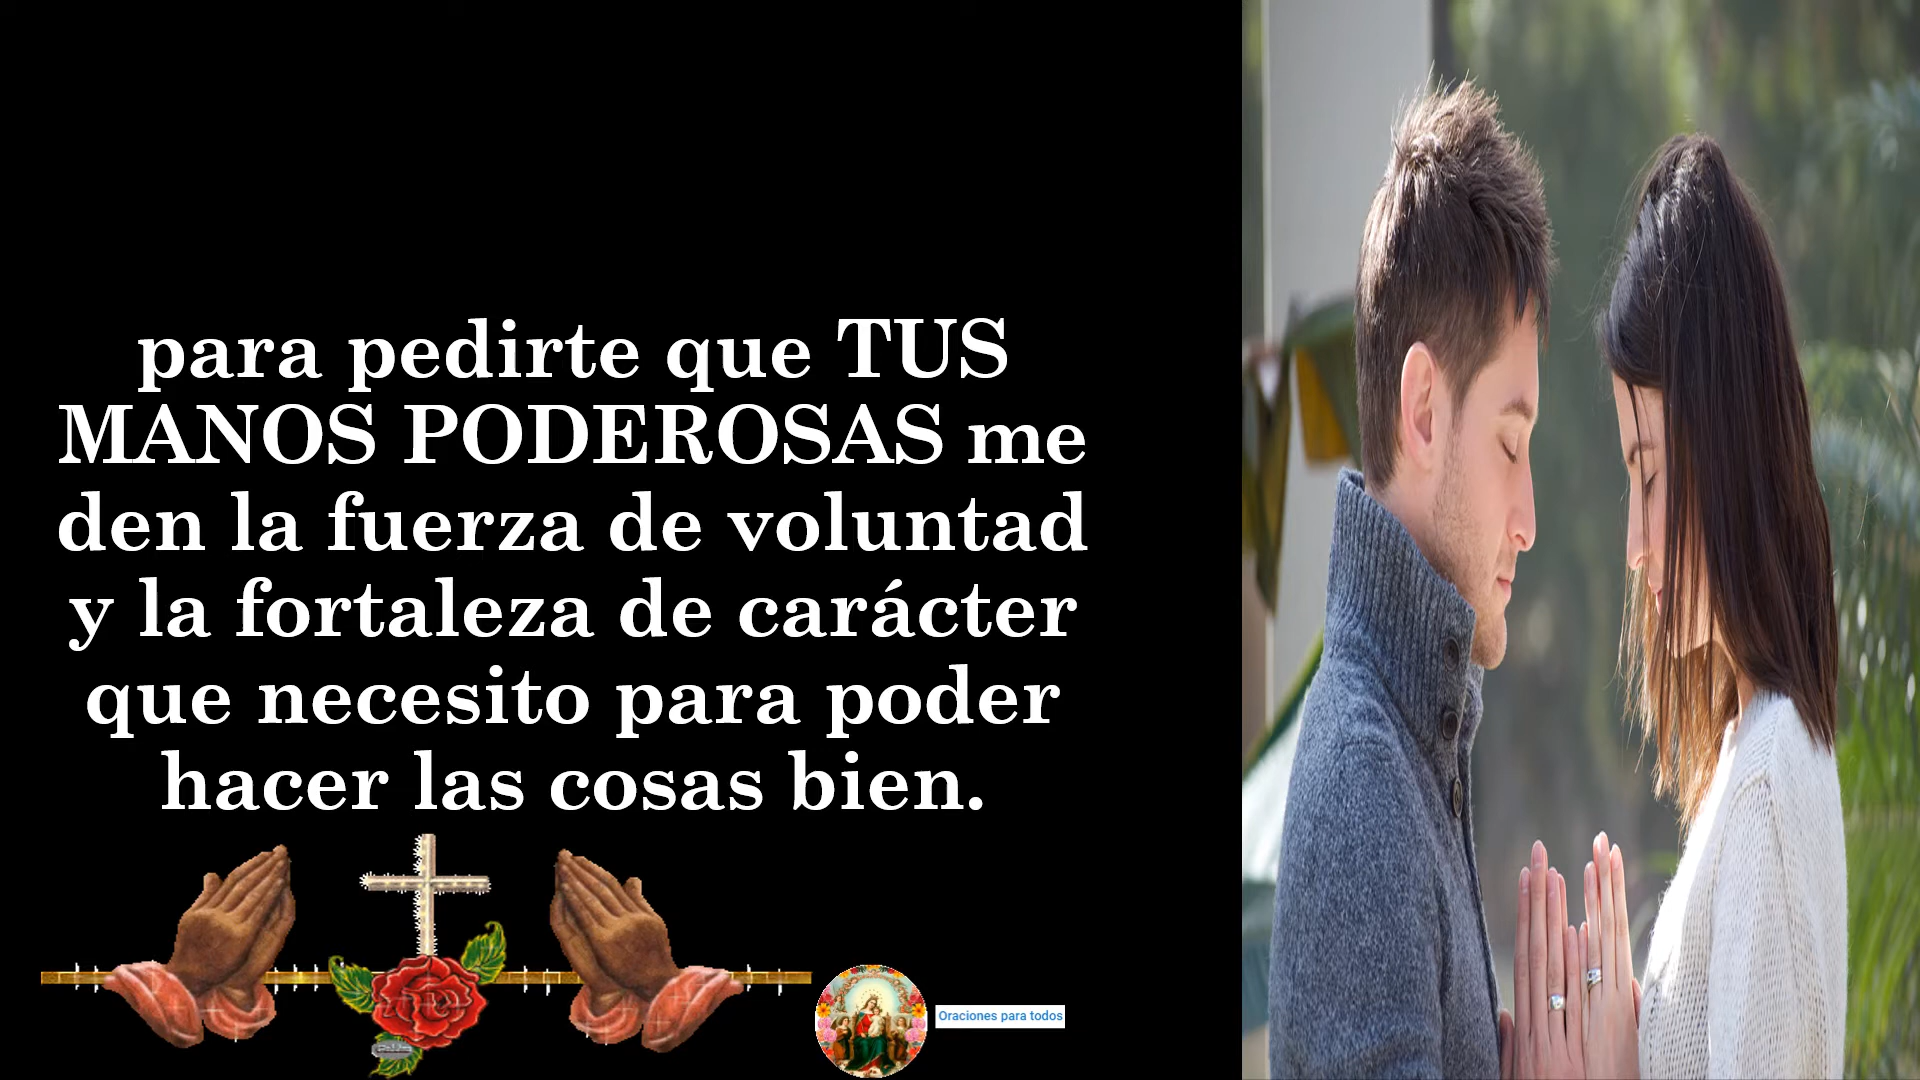 para pedirte que TUS
MANOS PODEROSAS me
den la fuerza de voluntad
y la fortaleza de carácter
que necesito para poder
hacer las cosas bien.
Oraciones para todos